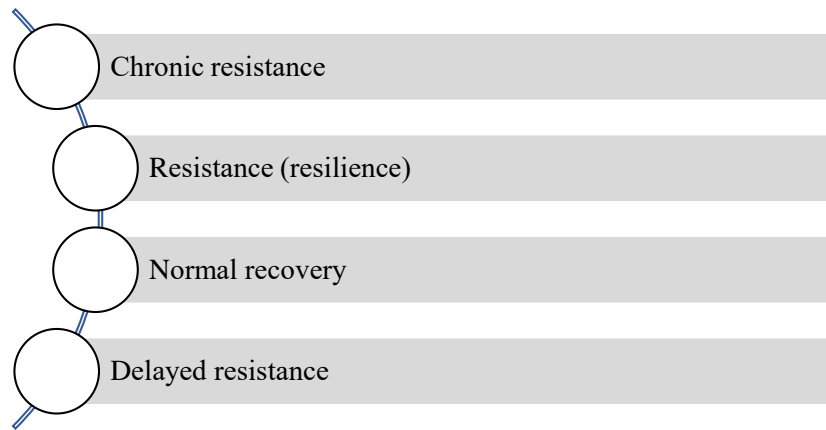 Chronic resistance
Resistance (resilience)
Normal recovery
Delayed resistance